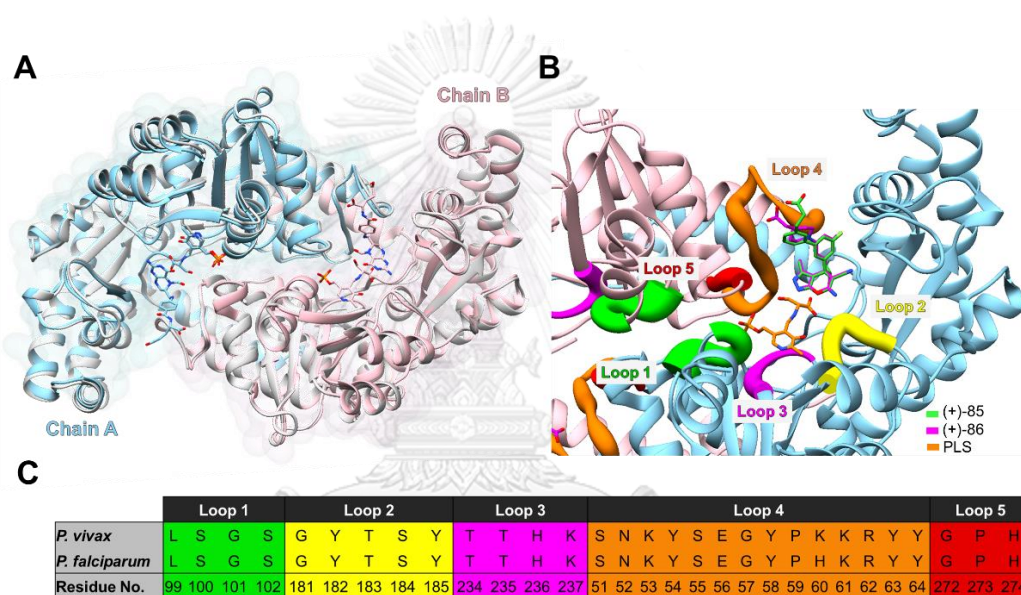 A
Chain B
Chain A
B
Loop 4
Loop 5
Loop 2
Loop 1
Loop 3
(+)-85
(+)-86
PLS
C
Loop 1 Loop 2 Loop 3 Loop 4 Loop 5
P. vivax L S G S G Y T S Y T T H K S N K Y S E G Y P K K R Y Y G P H
P. falciparum L S G S G Y T S Y T T H K S N K Y S E G Y P H K R Y Y G P H
Residue No. 99 100 101 102 181 182 183 184 185 234 235 236 237 51 52 53 54 55 56 57 58 59 60 61 62 63 64 272 273 274